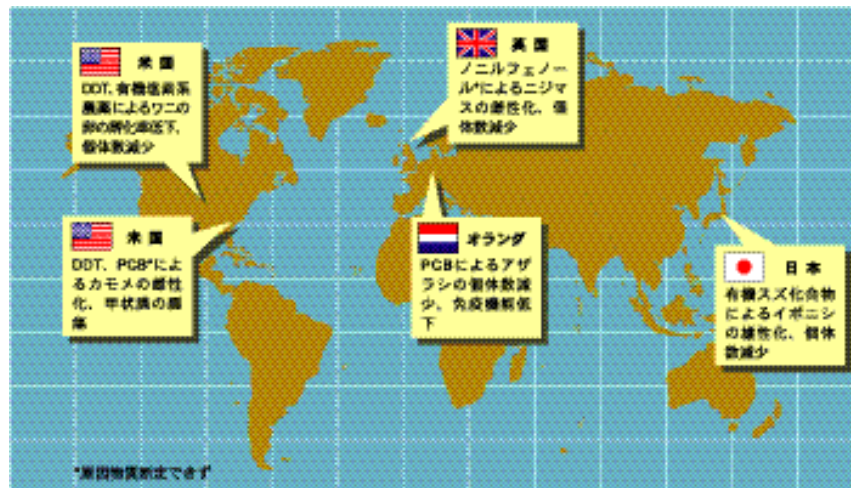 米国
DDT、有機塩素系
農薬によるワニの
卵の孵化率低下、
個体数減少
英国
ノニルフェノー
ル*によるニジマ
スの雌性化、個
体数減少
米国
DDT、PCB*によ
るカモメの雌性
化、甲状腺の腫
瘍
オランダ
PCBによるアザ
ラシの個体数減
少、免疫機能低
下
日本
有機スズ化合物
によるイボニシ
の雄性化、個体
数減少
*原因物質断定できず